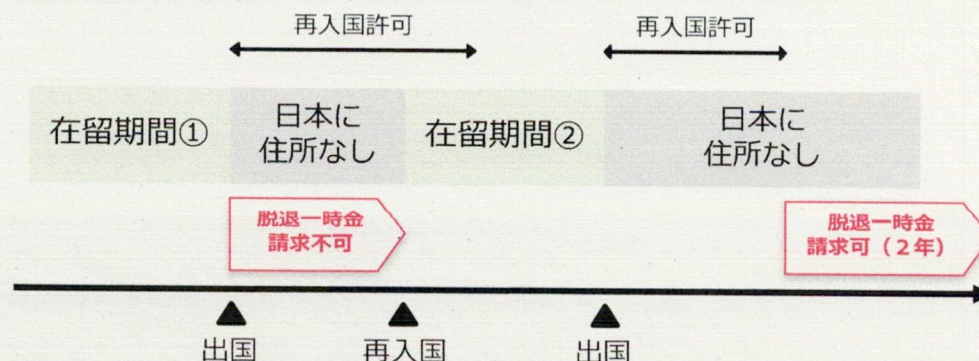 再入国許可
再入国許可
在留期間①
日本に
住所なし
在留期間②
日本に
住所なし
脱退一時金
請求不可
脱退一時金
請求可（２年）
出国
再入国
出国